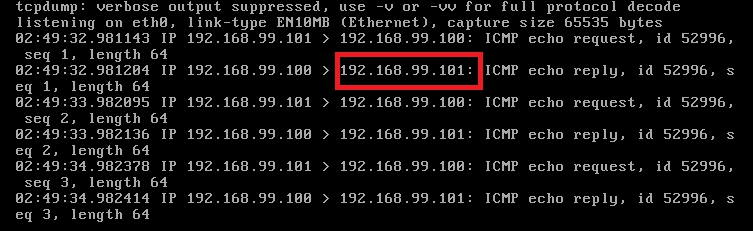 tcpdump: verbose output suppressed, use -v or -vv for full protocol decode
listening on eth0, link-type EN10MB (Ethernet), capture size 65535 bytes
02:49:32.981143 IP 192.168.99.101 > 192.168.99.100: ICMP echo request, id 52996,
 seq 1, length 64
02:49:32.981204 IP 192.168.99.100 > 192.168.99.101: ICMP echo reply, id 52996, s
eq 1, length 64
02:49:33.982095 IP 192.168.99.101 > 192.168.99.100: ICMP echo request, id 52996,
 seq 2, length 64
02:49:33.982136 IP 192.168.99.100 > 192.168.99.101: ICMP echo reply, id 52996, s
eq 2, length 64
02:49:34.982378 IP 192.168.99.101 > 192.168.99.100: ICMP echo request, id 52996,
 seq 3, length 64
02:49:34.982414 IP 192.168.99.100 > 192.168.99.101: ICMP echo reply, id 52996, s
eq 3, length 64